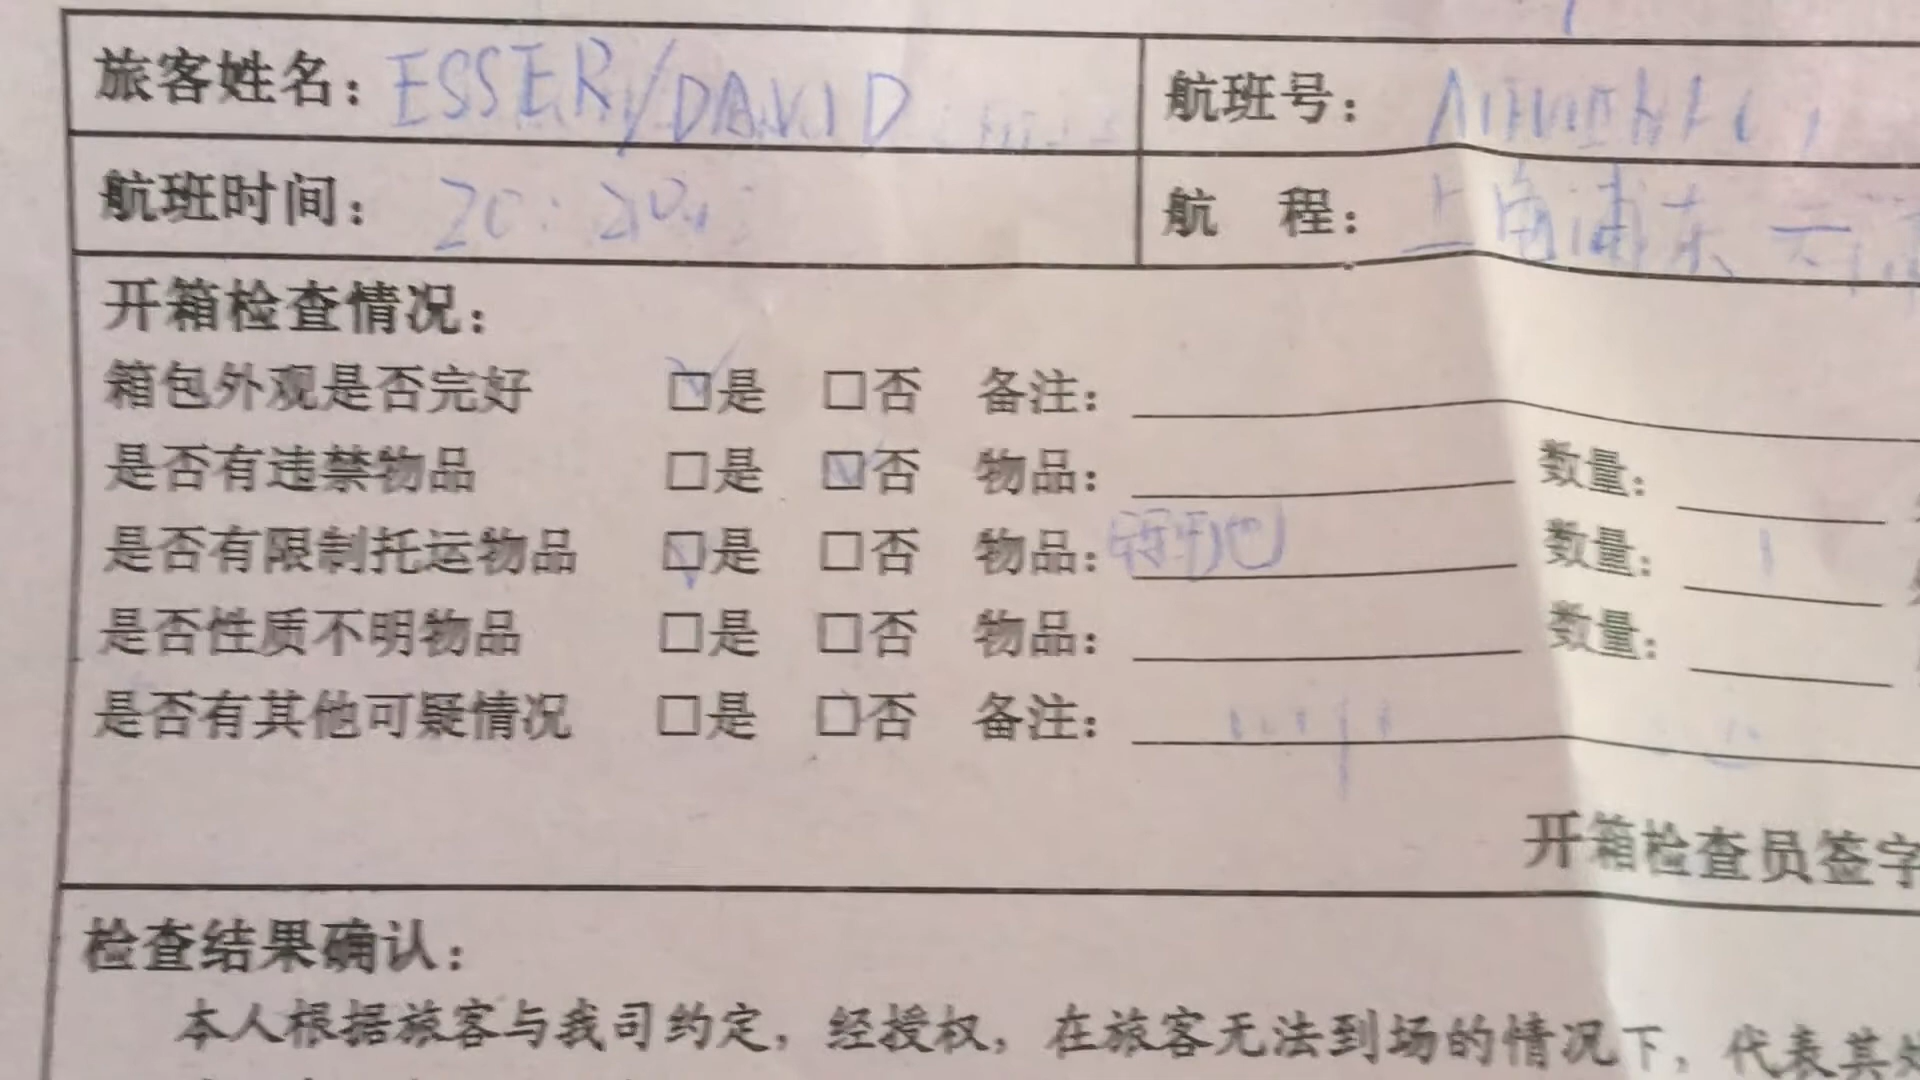 旅客姓名: ESSER/DAVID 航班号:
航班时间: 20:20 航 程: 上海浦东
开箱检查情况:
箱包外观是否完好 ☑是 □否 备注:
是否有违禁物品 □是 ☑否 物品: 数量:
是否有限制托运物品 ☑是 □否 物品: 数量: 1
是否性质不明物品 □是 □否 物品: 数量:
是否有其他可疑情况 □是 □否 备注:
开箱检查员签字
检查结果确认:
本人根据旅客与我司约定，经授权，在旅客无法到场的情况下，代表其